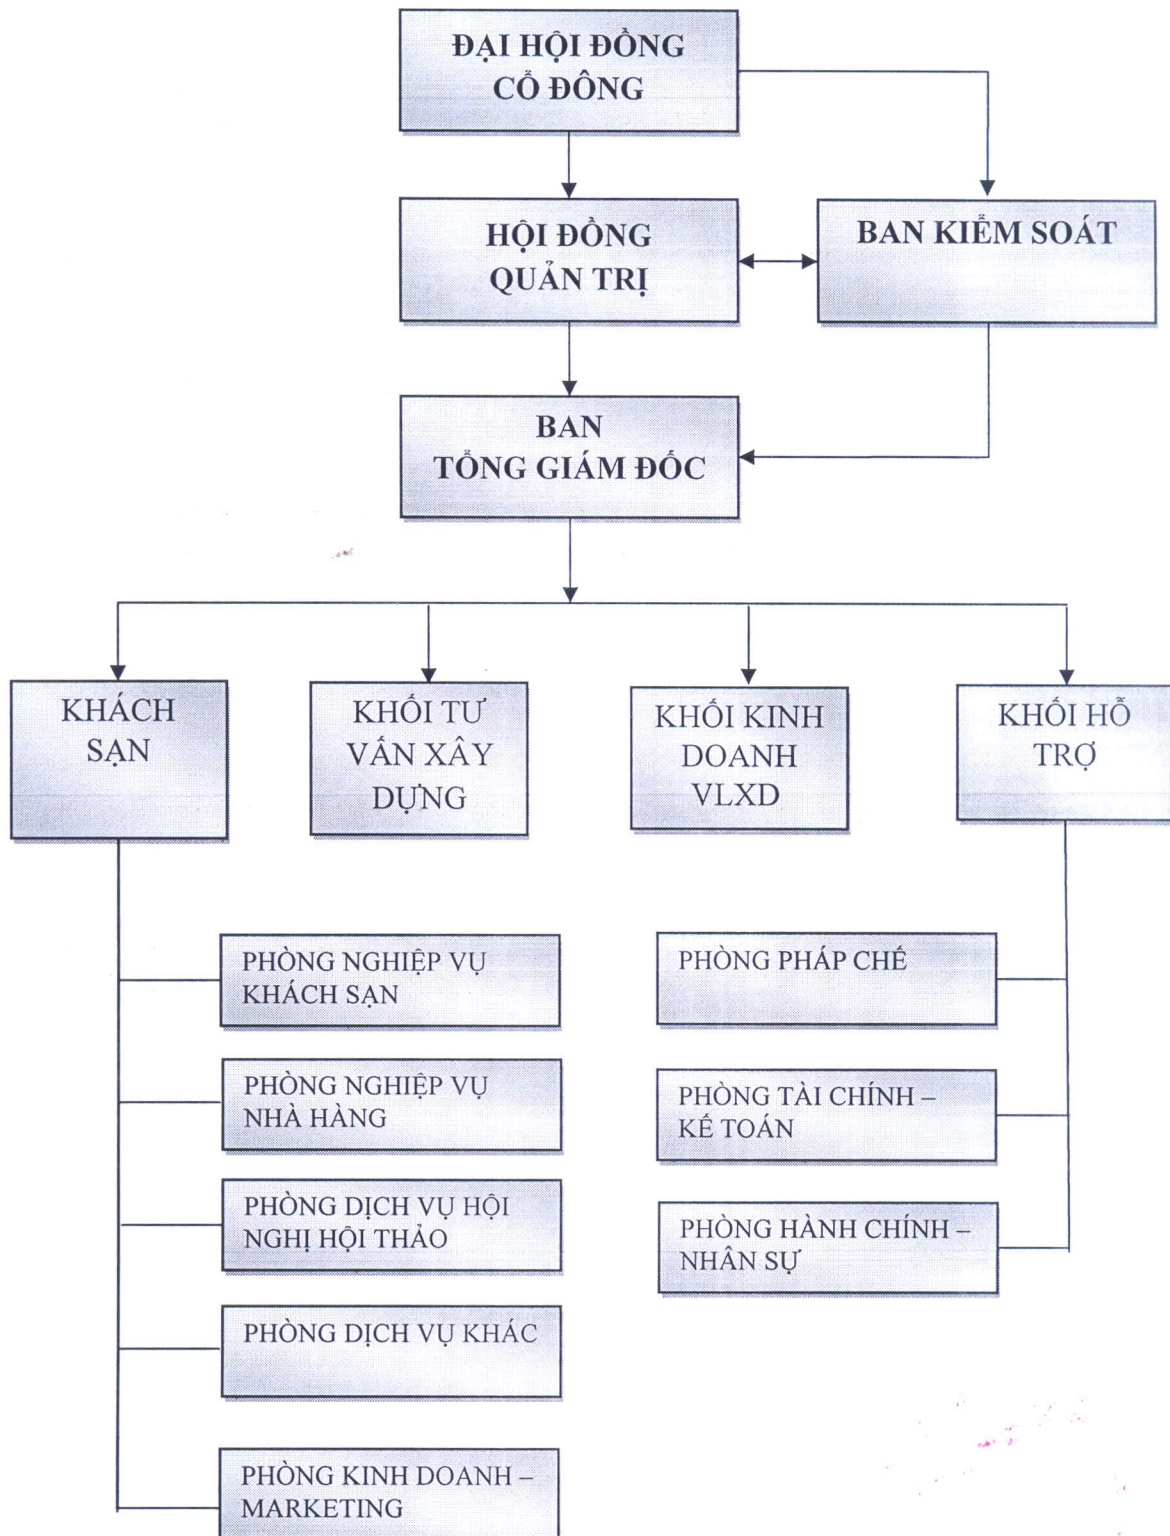 ĐẠI HỘI ĐỒNG
CỔ ĐÔNG
HỘI ĐỒNG
QUẢN TRỊ
BAN KIỂM SOÁT
BAN
TỔNG GIÁM ĐỐC
KHÁCH
SẠN
KHỐI TƯ
VẤN XÂY
DỰNG
KHỐI KINH
DOANH
VLXD
KHỐI HỖ
TRỢ
PHÒNG NGHIỆP VỤ
KHÁCH SẠN
PHÒNG NGHIỆP VỤ
NHÀ HÀNG
PHÒNG DỊCH VỤ HỘI
NGHỊ HỘI THẢO
PHÒNG DỊCH VỤ KHÁC
PHÒNG KINH DOANH –
MARKETING
PHÒNG PHÁP CHẾ
PHÒNG TÀI CHÍNH –
KẾ TOÁN
PHÒNG HÀNH CHÍNH –
NHÂN SỰ